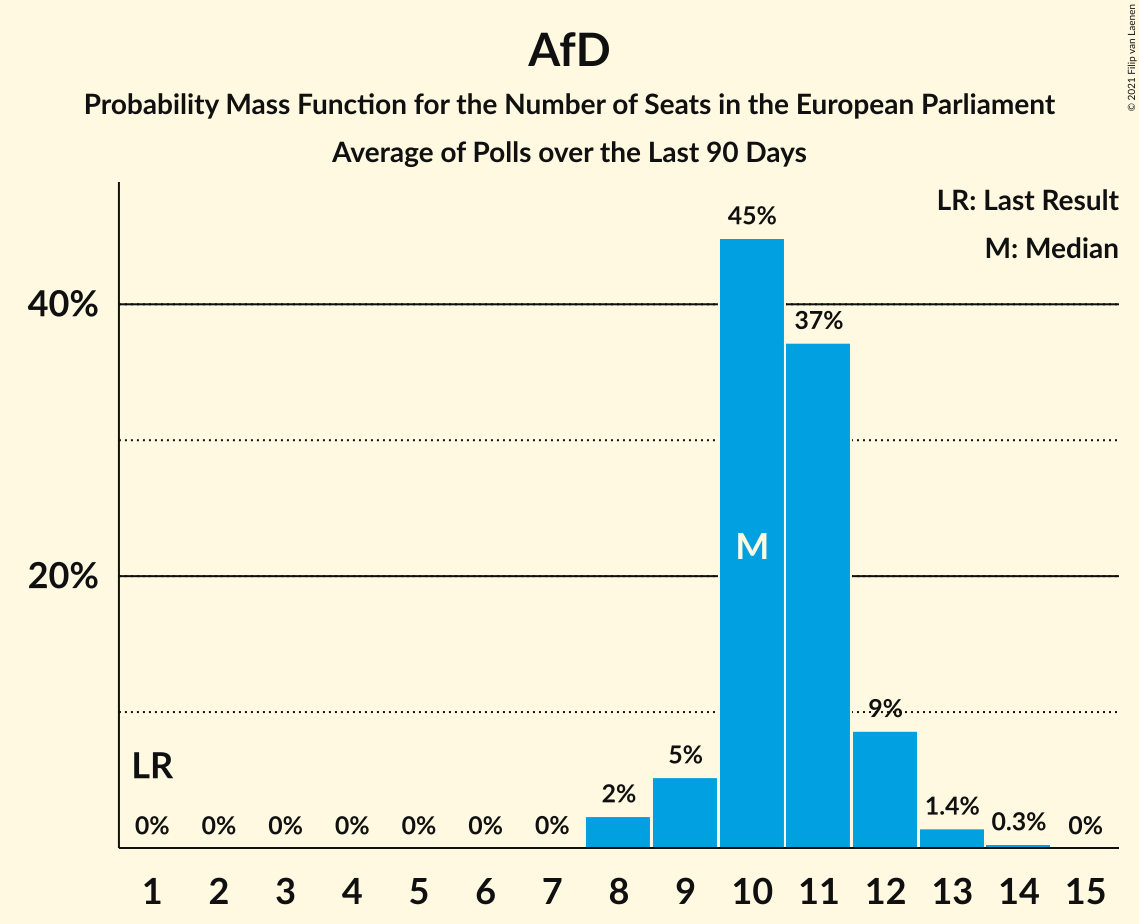 AfD
Probability Mass Function for the Number of Seats in the European Parliament
Average of Polls over the Last 90 Days
© 2021 Filip van Laenen
LR: Last Result
M: Median
45%
40%
37%
M
20%
9%
LR
5%
2%
1.4%
0.3%
0% 0% 0% 0% 0% 0% 0% 0%
1 2 3 4 5 6 7 8 9 10 11 12 13 14 15